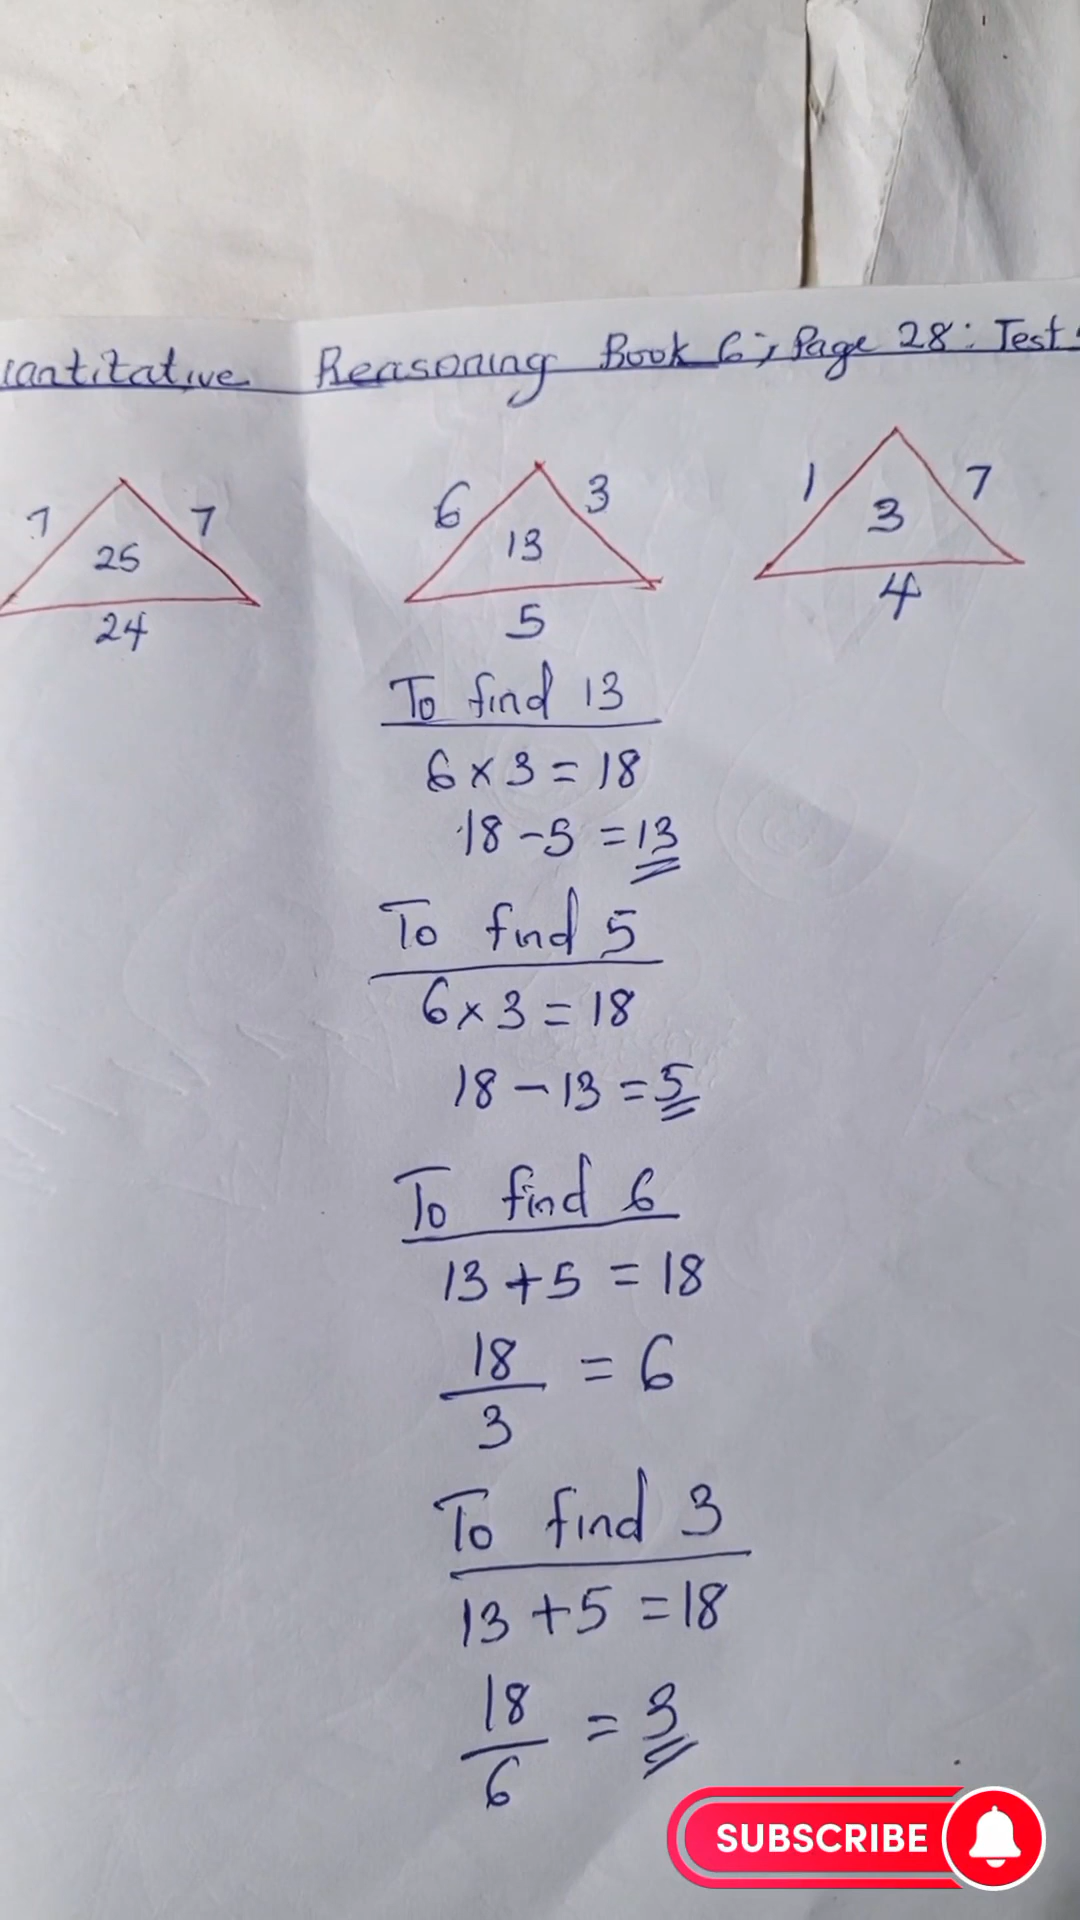 uantitative Reasoning Book 6; Page 28: Test
7 7 25 24
6 3 13 5
1 7 3 4
To find 13
6 × 3 = 18
18 - 5 = 13
To find 5
6 × 3 = 18
18 - 13 = 5
To find 6
13 + 5 = 18
18/3 = 6
To find 3
13 + 5 = 18
18/6 = 3
SUBSCRIBE